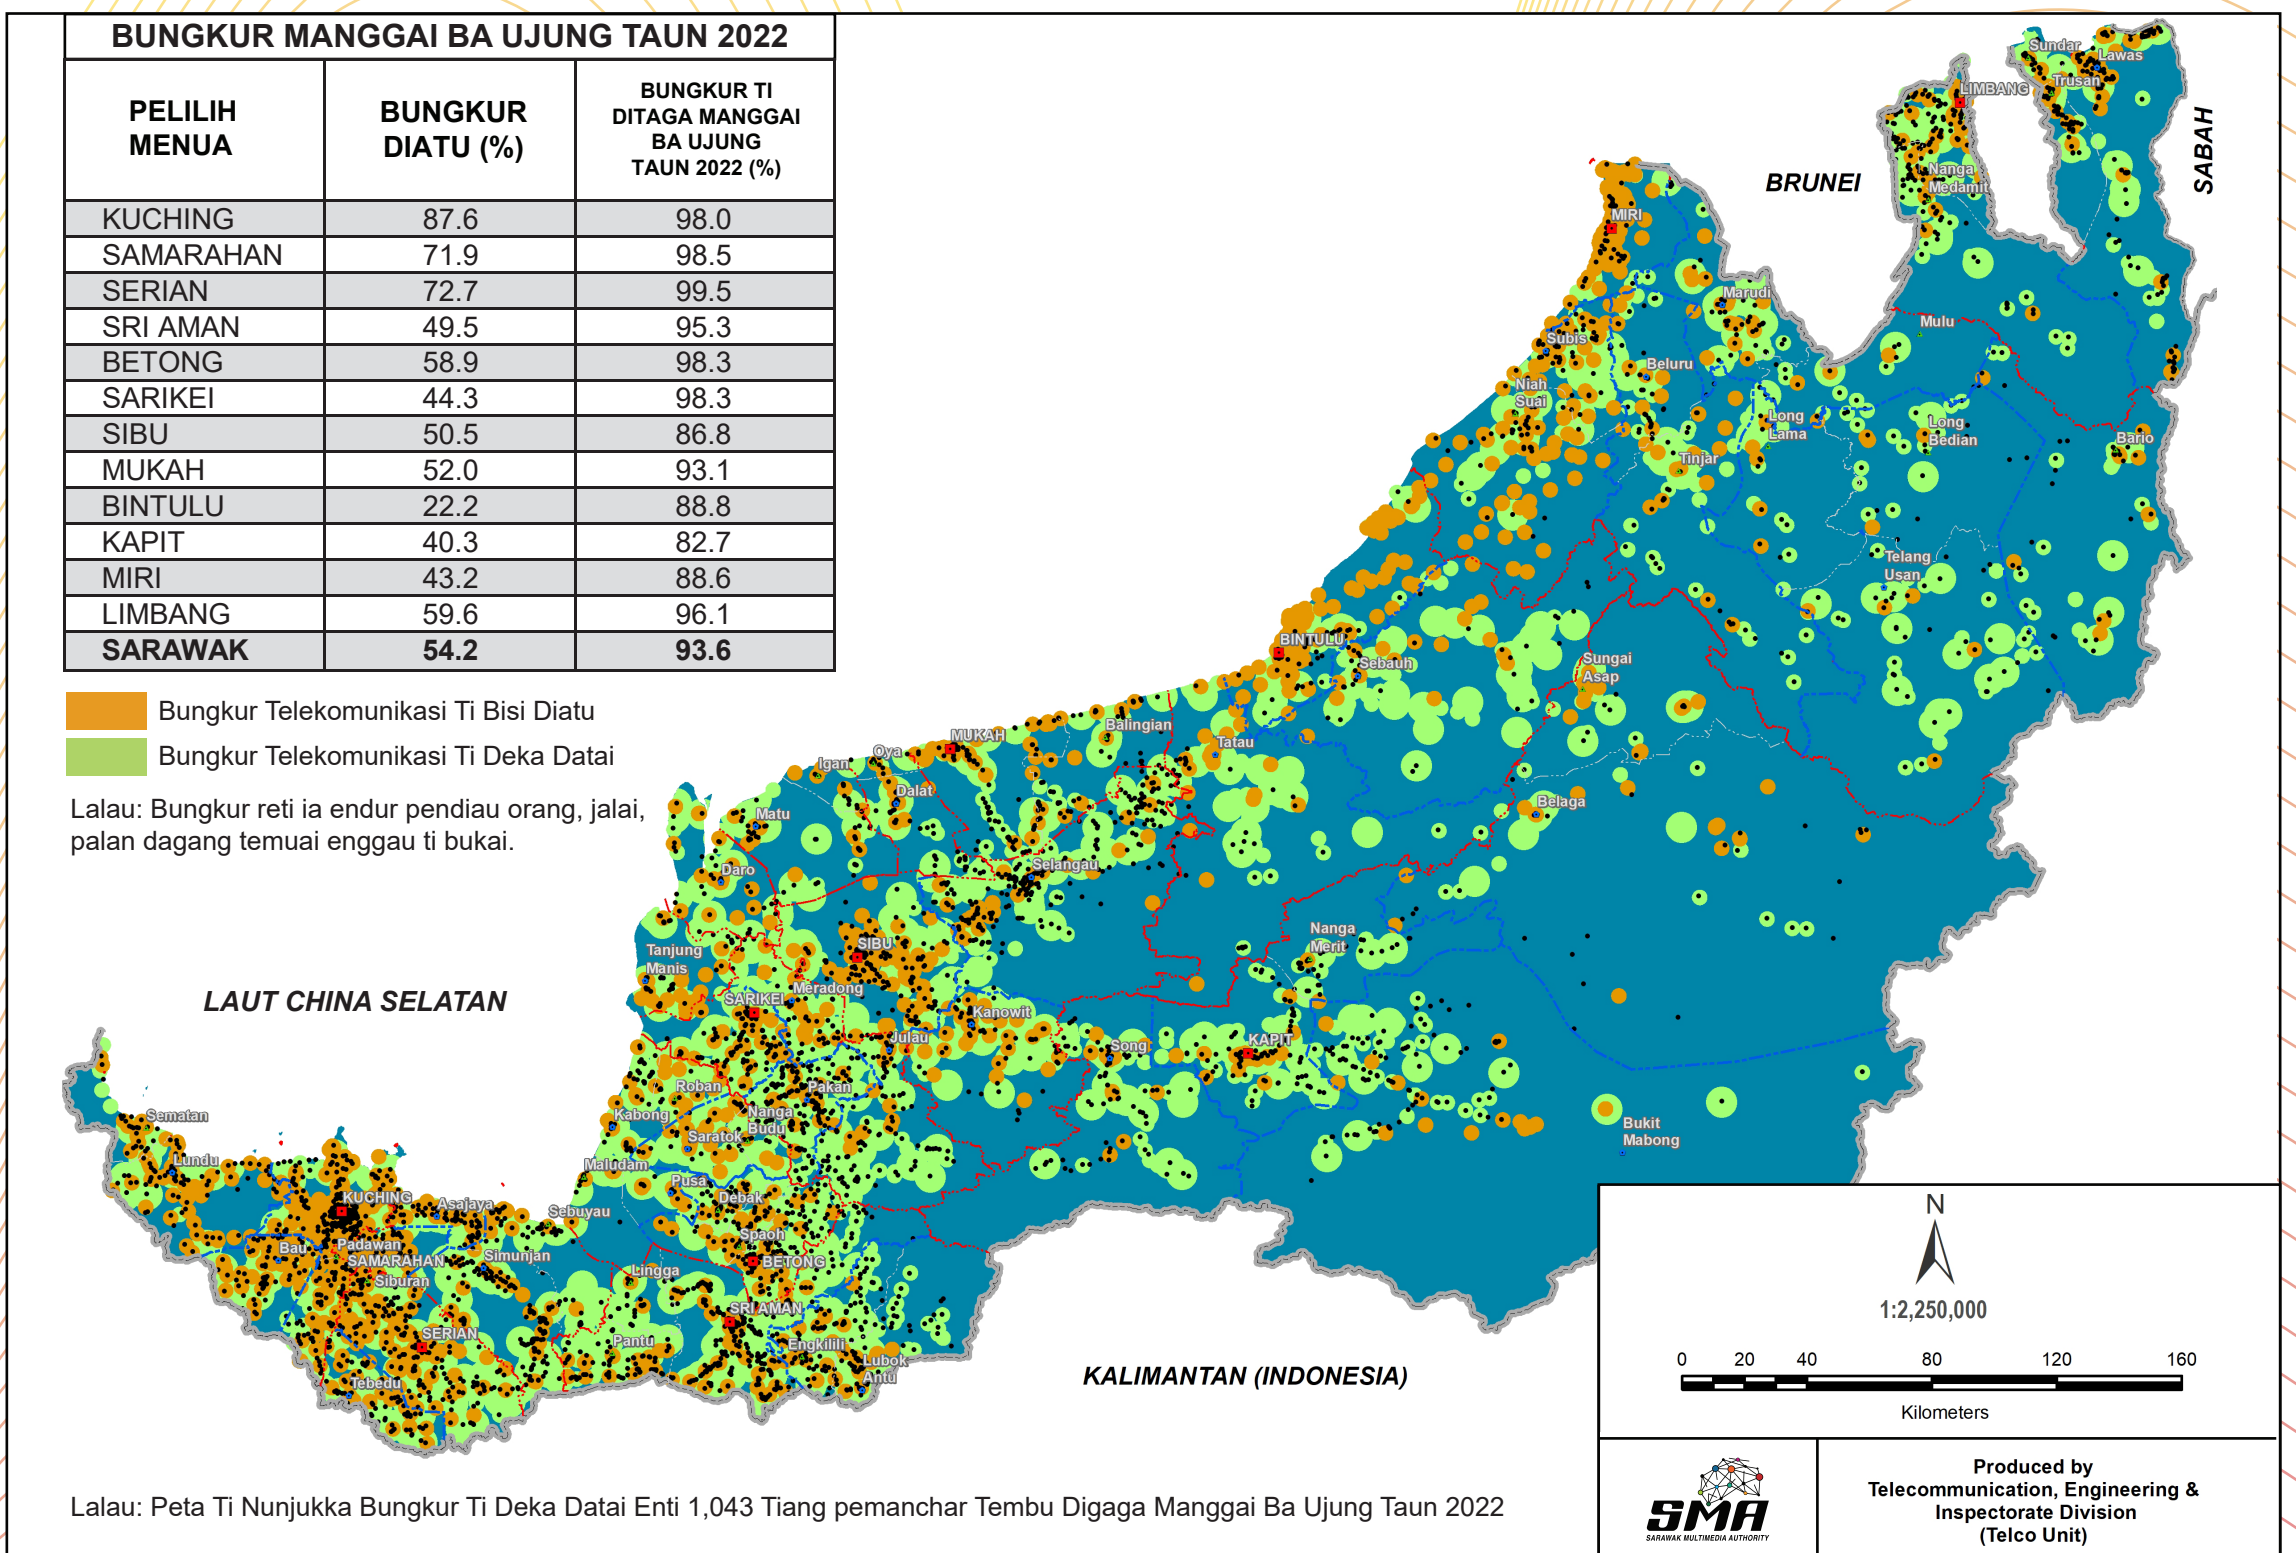 BUNGKUR MANGGAI BA UJUNG TAUN 2022
PELILIH MENUA
BUNGKUR DIATU (%)
BUNGKUR TI DITAGA MANGGAI BA UJUNG TAUN 2022 (%)
KUCHING 87.6 98.0
SAMARAHAN 71.9 98.5
SERIAN 72.7 99.5
SRI AMAN 49.5 95.3
BETONG 58.9 98.3
SARIKEI 44.3 98.3
SIBU 50.5 86.8
MUKAH 52.0 93.1
BINTULU 22.2 88.8
KAPIT 40.3 82.7
MIRI 43.2 88.6
LIMBANG 59.6 96.1
SARAWAK 54.2 93.6
Bungkur Telekomunikasi Ti Bisi Diatu
Bungkur Telekomunikasi Ti Deka Datai
Lalau: Bungkur reti ia endur pendiau orang, jalai,
palan dagang temuai enggau ti bukai.
Sundar
Lawas
Trusan
LIMBANG
SABAH
BRUNEI
Nanga
Medamit
MIRI
Marudi
Mulu
Subis
Beluru
Niah
Suai
Long
Lama
Long
Bedian
Bario
Tinjar
Telang
Usan
BINTULU
Sebauh
Sungai
Asap
Balingian
MUKAH
Oya
Igan
Tatau
Dalat
Matu
Belaga
Selangau
Daro
Nanga
Merit
SIBU
Tanjung
Manis
Meradong
SARIKEI
LAUT CHINA SELATAN
Kanowit
Julau
Song
KAPIT
Roban
Pakan
Kabong
Nanga
Budu
Saratok
Bukit
Mabong
Sematan
Lundu
Maludam
Pusa
Debak
KUCHING
Asajaya
Sebuyau
Spaoh
Bau
Padawan
SAMARAHAN
Simunjan
BETONG
Siburan
Lingga
SRI AMAN
SERIAN
Pantu
Engkilili
Lubok
Antu
Tebedu
KALIMANTAN (INDONESIA)
N
1:2,250,000
0 20 40 80 120 160
Kilometers
SMA
SARAWAK MULTIMEDIA AUTHORITY
Produced by
Telecommunication, Engineering &
Inspectorate Division
(Telco Unit)
Lalau: Peta Ti Nunjukka Bungkur Ti Deka Datai Enti 1,043 Tiang pemanchar Tembu Digaga Manggai Ba Ujung Taun 2022